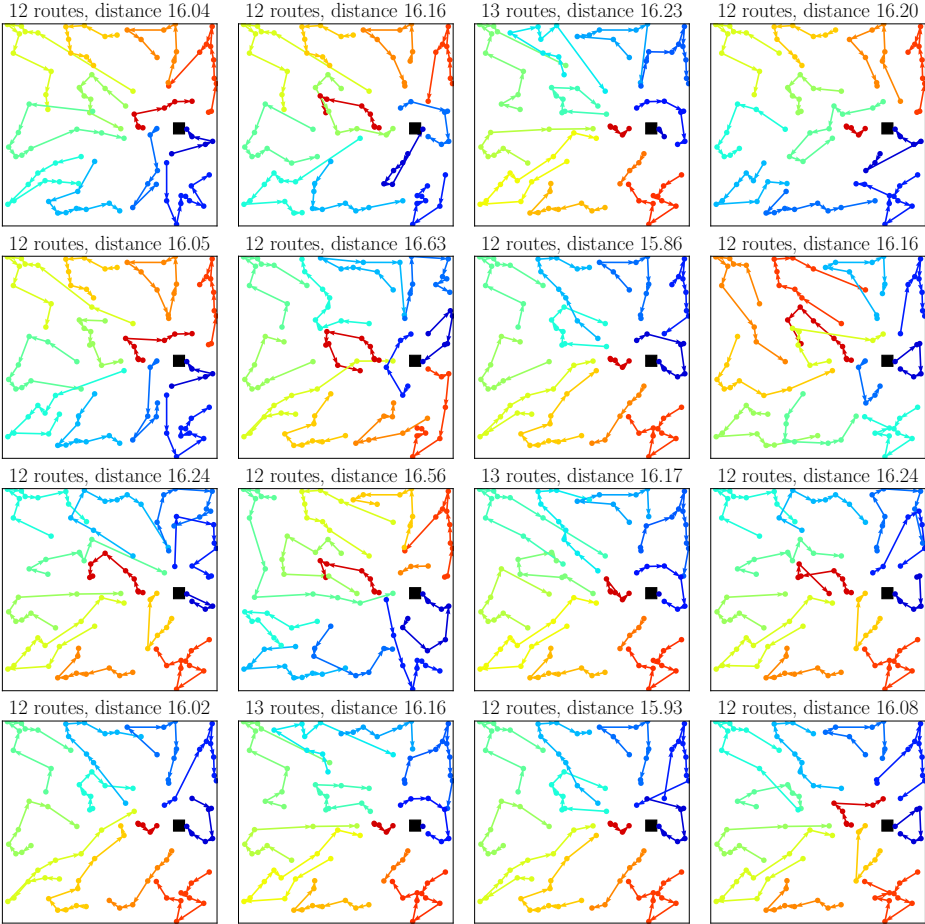 12 routes, distance 16.04
12 routes, distance 16.16
13 routes, distance 16.23
12 routes, distance 16.20
12 routes, distance 16.05
12 routes, distance 16.63
12 routes, distance 15.86
12 routes, distance 16.16
12 routes, distance 16.24
12 routes, distance 16.56
13 routes, distance 16.17
12 routes, distance 16.24
12 routes, distance 16.02
13 routes, distance 16.16
12 routes, distance 15.93
12 routes, distance 16.08